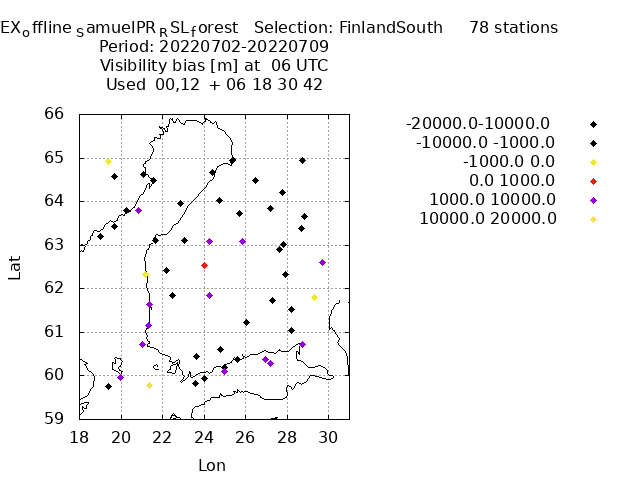 EXoffline SamuelPRRSLforest Selection: FinlandSouth 78 stations
Period: 20220702-20220709
Visibility bias [m] at 06 UTC
Used 00,12 + 06 18 30 42
-20000.0-10000.0
-10000.0 -1000.0
-1000.0 0.0
0.0 1000.0
1000.0 10000.0
10000.0 20000.0
66
65
64
63
62
61
60
59
Lat
18 20 22 24 26 28 30
Lon